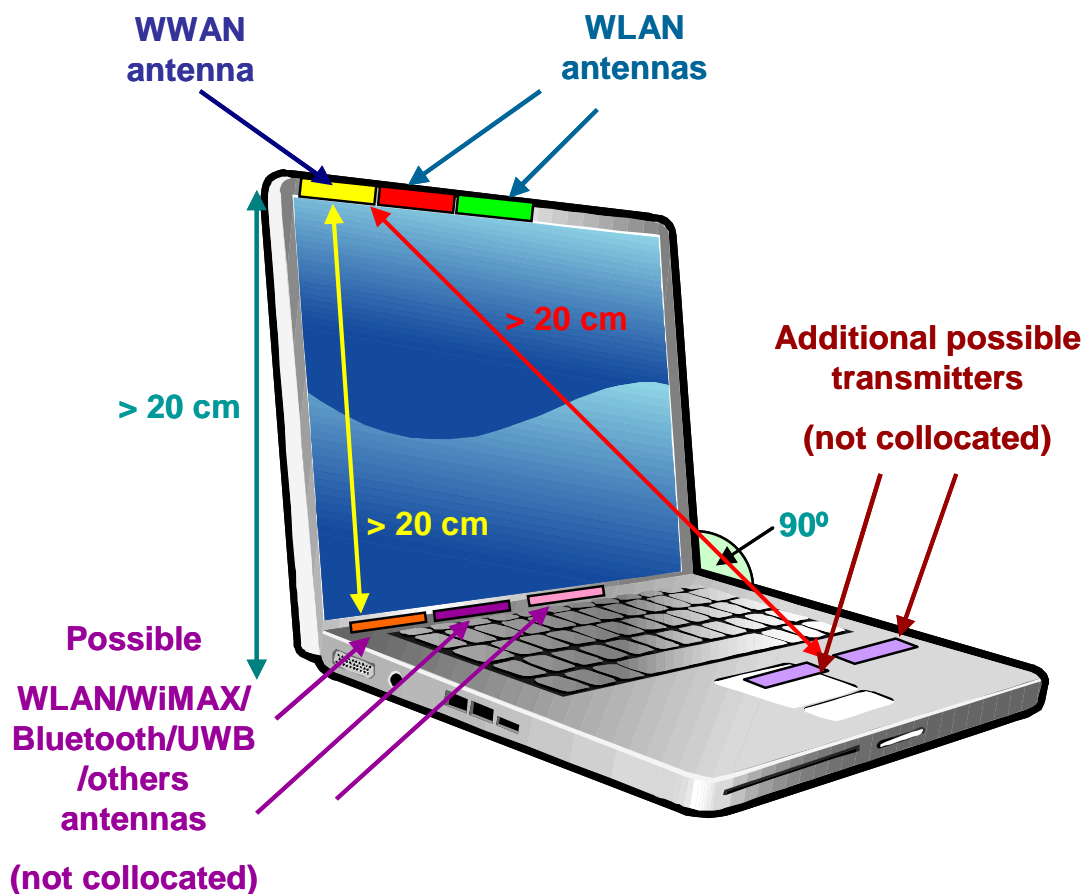 WWAN
antenna
WLAN
antennas
> 20 cm
> 20 cm
> 20 cm
Additional possible
transmitters
(not collocated)
90º
Possible
WLAN/WiMAX/
Bluetooth/UWB
/others
antennas
(not collocated)